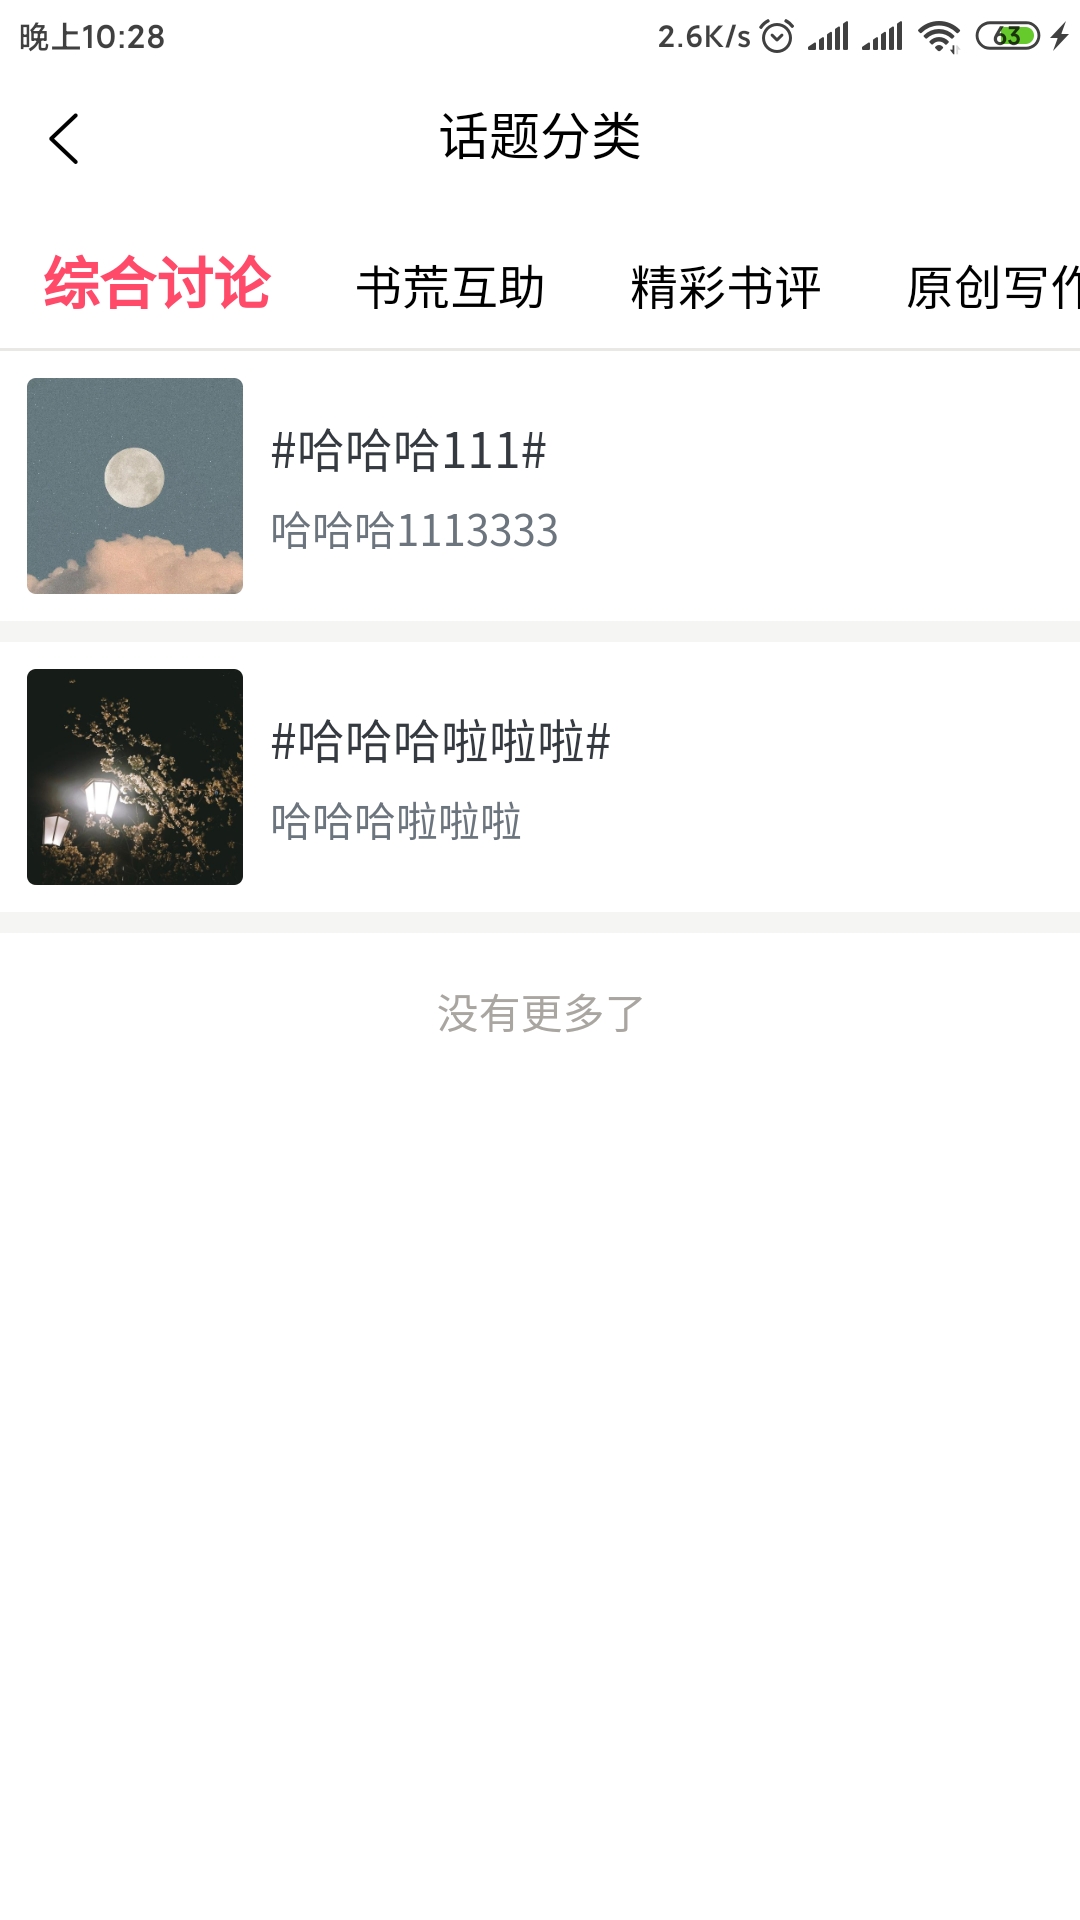 晚上10:28 2.6K/s 63
话题分类
综合讨论 书荒互助 精彩书评 原创写作
#哈哈哈111#
哈哈哈1113333
#哈哈哈啦啦啦#
哈哈哈啦啦啦
没有更多了